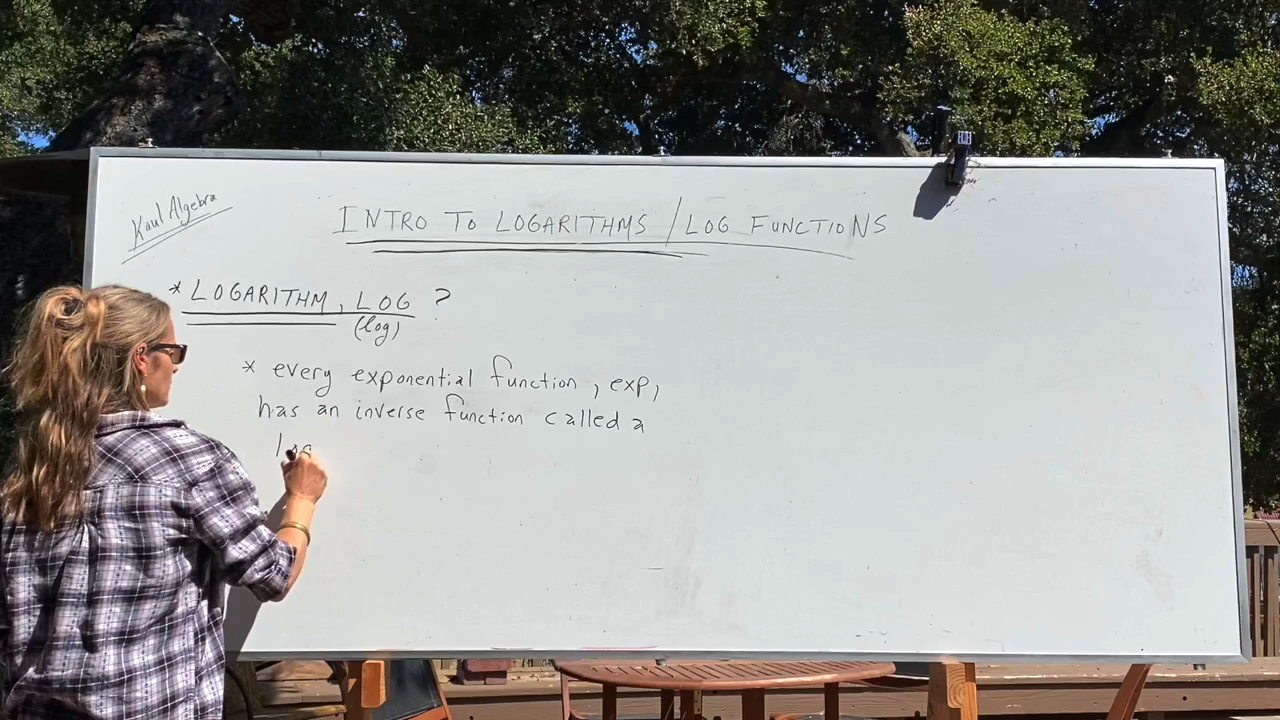 Kaul Algebra
INTRO TO LOGARITHMS / LOG FUNCTIONS
* LOGARITHM, LOG ?
(log)
* every exponential function, exp,
has an inverse function called a
log